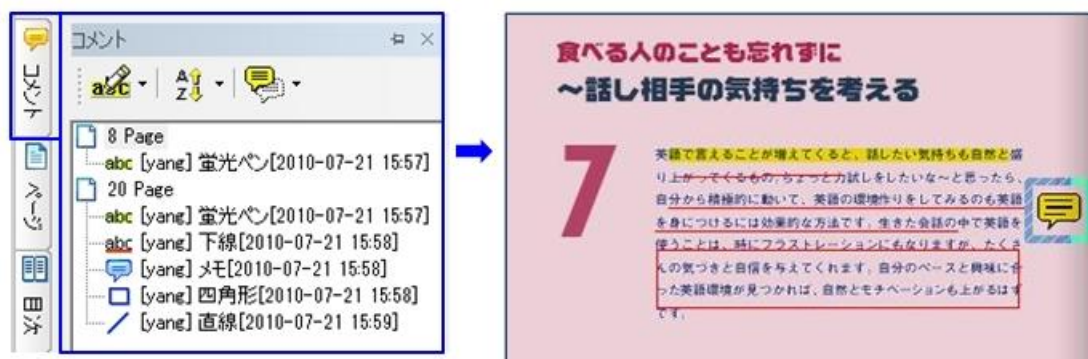 コメント
コメント
abc
A
Z
8 Page
abc [yang] 蛍光ペン[2010-07-21 15:57]
20 Page
abc [yang] 蛍光ペン[2010-07-21 15:57]
abc [yang] 下線[2010-07-21 15:58]
[yang] メモ[2010-07-21 15:58]
[yang] 四角形[2010-07-21 15:58]
[yang] 直線[2010-07-21 15:59]
ページ
目次
食べる人のことも忘れずに
〜話し相手の気持ちを考える
7
英語で言えることが増えてくると、話したい気持ちも自然と盛
り上がってくるもの。ちょっと力試しをしたいな〜と思ったら、
自分から積極的に動いて、英語の環境作りをしてみるのも英語
を身につけるには効果的な方法です。生きた会話の中で英語を
使うことは、時にフラストレーションにもなりますが、たくさ
んの気づきと自信を与えてくれます。自分のペースと興味に合
った英語環境が見つかれば、自然とモチベーションも上がるはず
です。